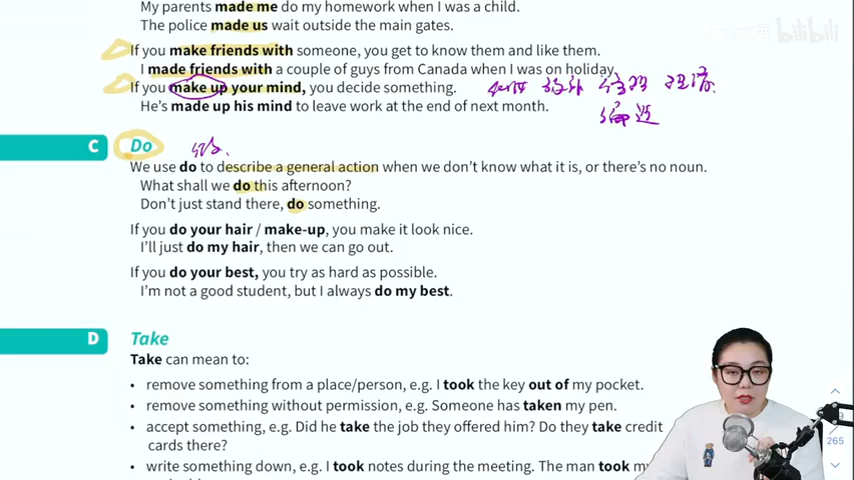 My parents made me do my homework when I was a child.
The police made us wait outside the main gates.
If you make friends with someone, you get to know them and like them.
I made friends with a couple of guys from Canada when I was on holiday.
If you make up your mind, you decide something.
He's made up his mind to leave work at the end of next month.
编造
C Do
We use do to describe a general action when we don't know what it is, or there's no noun.
What shall we do this afternoon?
Don't just stand there, do something.
If you do your hair / make-up, you make it look nice.
I'll just do my hair, then we can go out.
If you do your best, you try as hard as possible.
I'm not a good student, but I always do my best.
D Take
Take can mean to:
• remove something from a place/person, e.g. I took the key out of my pocket.
• remove something without permission, e.g. Someone has taken my pen.
• accept something, e.g. Did he take the job they offered him? Do they take credit
cards there?
• write something down, e.g. I took notes during the meeting. The man took
bilibili
265